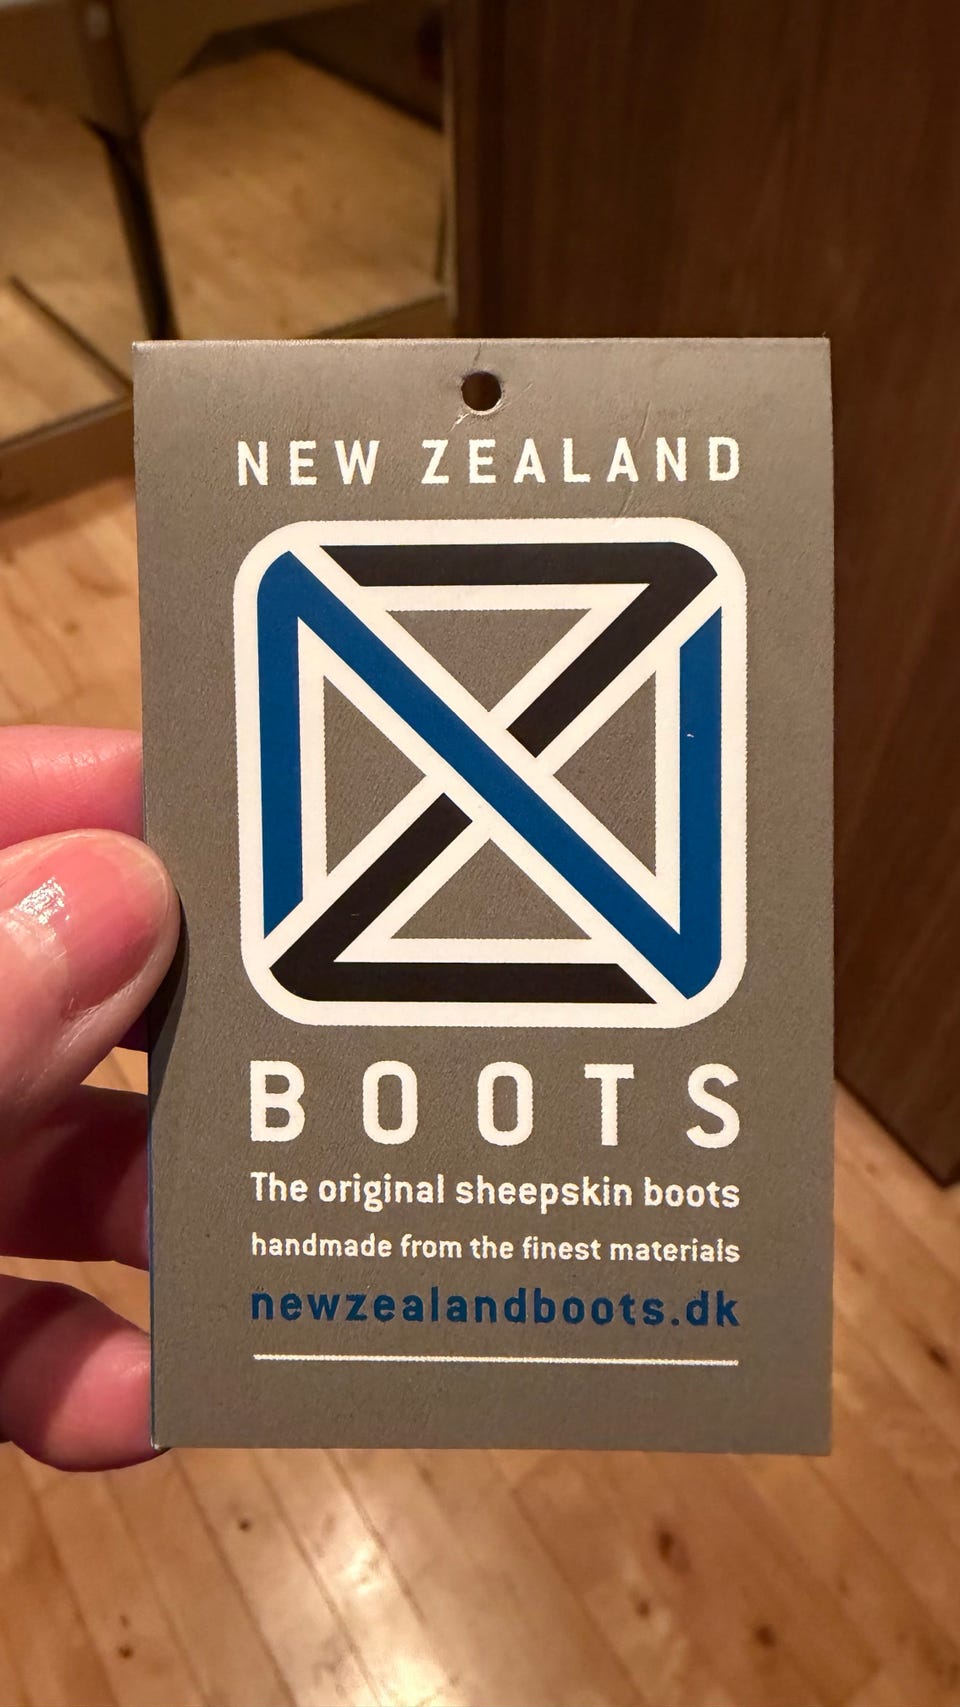 NEW ZEALAND
BOOTS
The original sheepskin boots
handmade from the finest materials
newzealandboots.dk